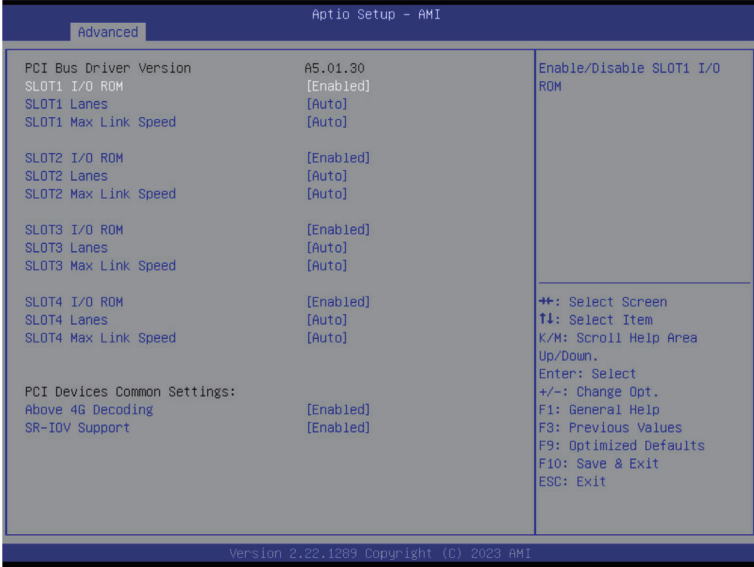 Aptio Setup – AMI
Advanced
PCI Bus Driver Version A5.01.30
SLOT1 I/O ROM [Enabled]
SLOT1 Lanes [Auto]
SLOT1 Max Link Speed [Auto]
SLOT2 I/O ROM [Enabled]
SLOT2 Lanes [Auto]
SLOT2 Max Link Speed [Auto]
SLOT3 I/O ROM [Enabled]
SLOT3 Lanes [Auto]
SLOT3 Max Link Speed [Auto]
SLOT4 I/O ROM [Enabled]
SLOT4 Lanes [Auto]
SLOT4 Max Link Speed [Auto]
PCI Devices Common Settings:
Above 4G Decoding [Enabled]
SR-IOV Support [Enabled]
Enable/Disable SLOT1 I/O
ROM
→←: Select Screen
↑↓: Select Item
K/M: Scroll Help Area
Up/Down.
Enter: Select
+/-: Change Opt.
F1: General Help
F3: Previous Values
F9: Optimized Defaults
F10: Save & Exit
ESC: Exit
Version 2.22.1289 Copyright (C) 2023 AMI